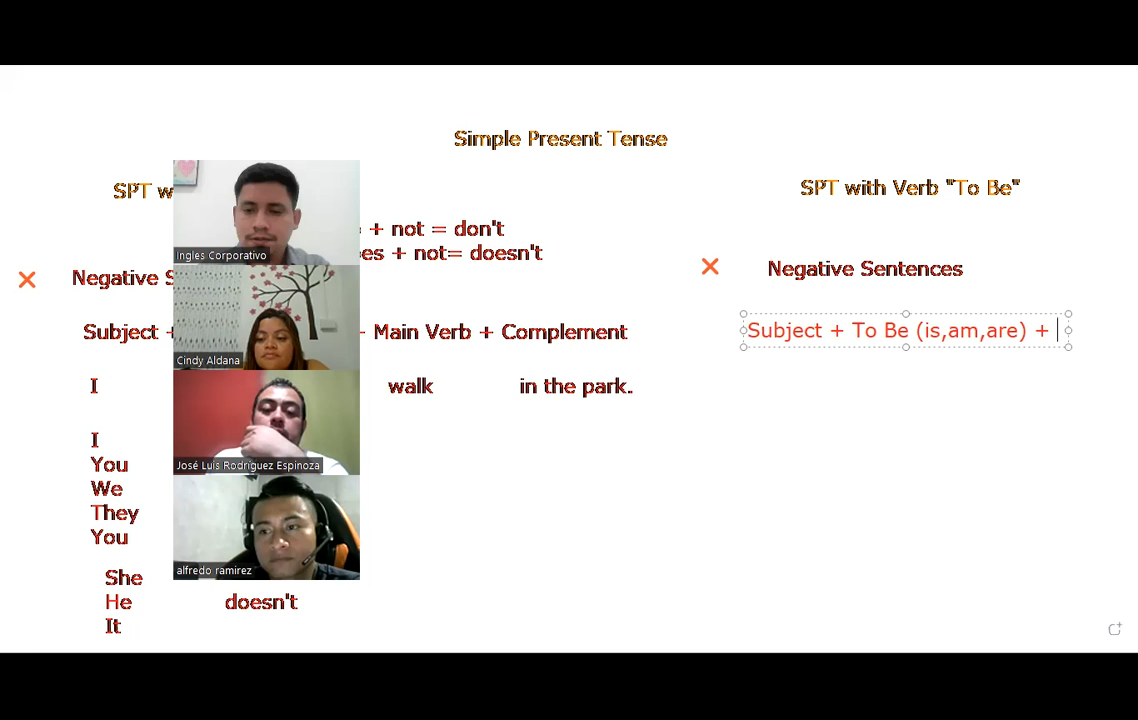 Simple Present Tense
SPT w
+ not = don't
es + not= doesn't
Negative S
Subject + - Main Verb + Complement
I walk in the park.
I
You
We
They
You
She
He doesn't
It
Ingles Corporativo
Cindy Aldana
José Luis Rodríguez Espinoza
alfredo ramirez
SPT with Verb "To Be"
Negative Sentences
Subject + To Be (is,am,are) +